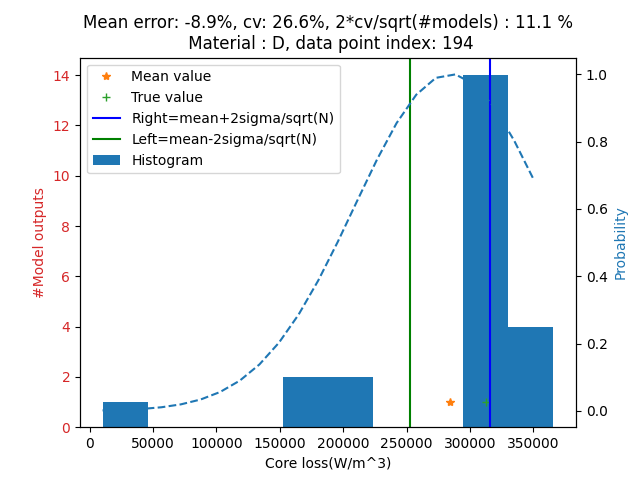 Mean error: -8.9%, cv: 26.6%, 2*cv/sqrt(#models) : 11.1 %
Material : D, data point index: 194
Mean value
True value
Right=mean+2sigma/sqrt(N)
Left=mean-2sigma/sqrt(N)
Histogram
#Model outputs
14
12
10
8
6
4
2
0
1.0
0.8
0.6
0.4
0.2
0.0
Probability
0
50000
100000
150000
200000
250000
300000
350000
Core loss(W/m^3)